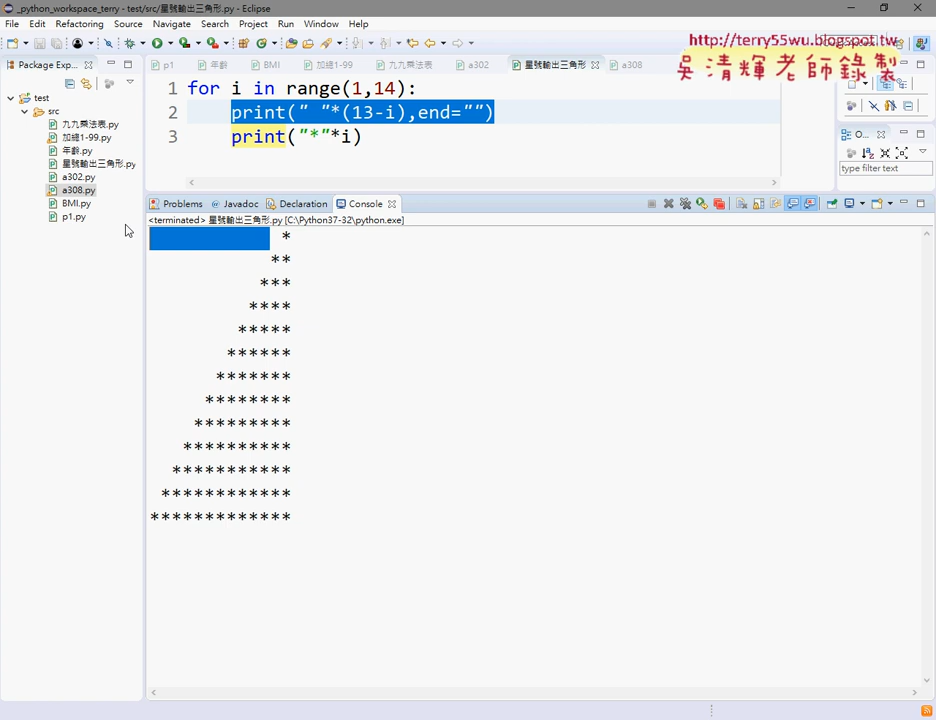 _python_workspace_terry - test/src/星號輸出三角形.py - Eclipse
File Edit Refactoring Source Navigate Search Project Run Window Help
http://terry55wu.blogspot.tw
吳清輝老師錄製
Package Exp...
p1 年齡 BMI 加總1-99 九九乘法表 a302 星號輸出三角形 a308
test
src
九九乘法表.py
加總1-99.py
年齡.py
星號輸出三角形.py
a302.py
a308.py
BMI.py
p1.py
1 for i in range(1,14):
2 print(" "*(13-i),end="")
3 print("*"*i)
O...
type filter text
Problems @ Javadoc Declaration Console
<terminated> 星號輸出三角形.py [C:\Python37-32\python.exe]
*
**
***
****
*****
******
*******
********
*********
**********
***********
************
*************